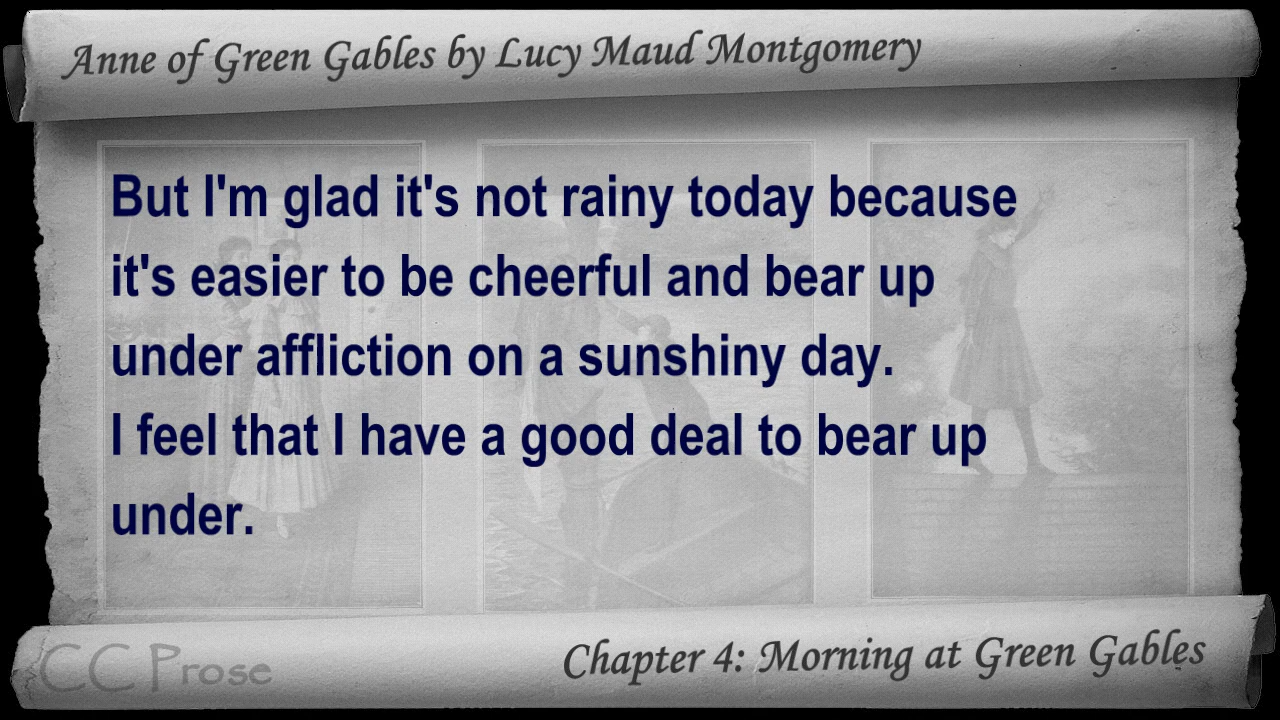 Anne of Green Gables by Lucy Maud Montgomery
But I'm glad it's not rainy today because
it's easier to be cheerful and bear up
under affliction on a sunshiny day.
I feel that I have a good deal to bear up
under.
CC Prose
Chapter 4: Morning at Green Gables